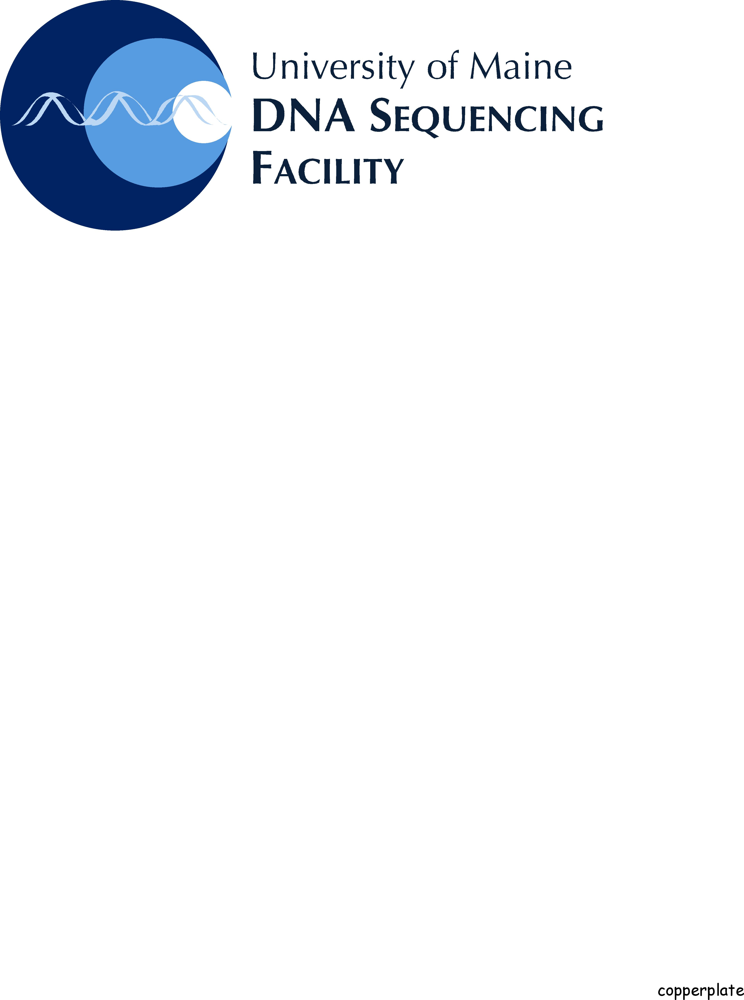 University of Maine
DNA SEQUENCING
FACILITY
copperplate